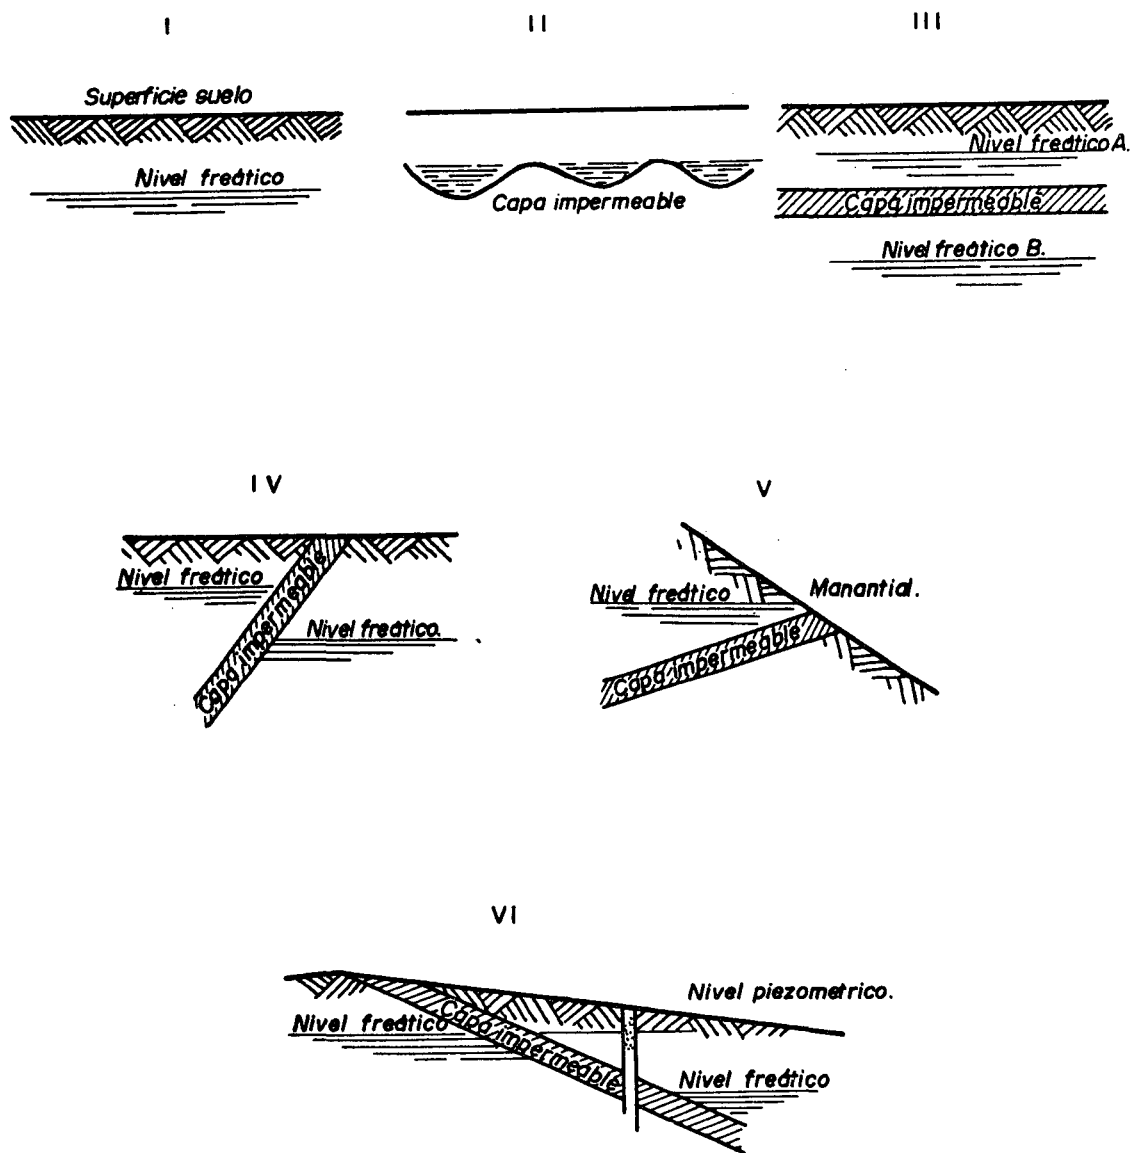 I
II
III
Superficie suelo
Nivel freático
Capa impermeable
Nivel freático A.
Capa impermeable
Nivel freático B.
IV
V
Nivel freático
Capa impermeable
Nivel freático.
Nivel freático
Manantial.
Capa impermeable
VI
Nivel piezometrico.
Nivel freático
Capa impermeable
Nivel freático